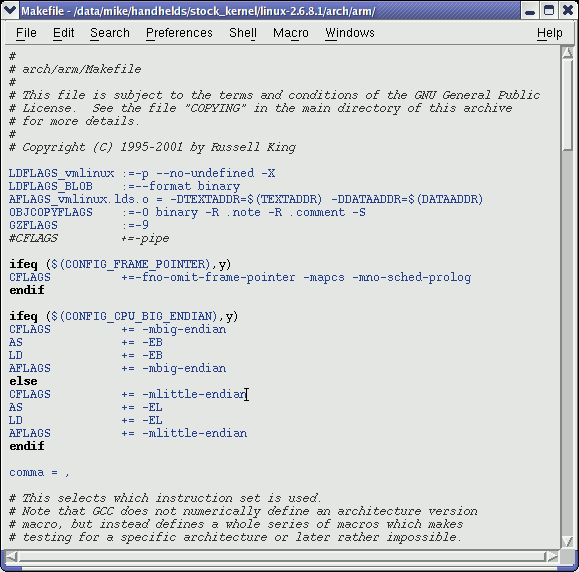 Makefile - /data/mike/handhelds/stock_kernel/linux-2.6.8.1/arch/arm/
File Edit Search Preferences Shell Macro Windows Help
#
# arch/arm/Makefile
#
# This file is subject to the terms and conditions of the GNU General Public
# License.  See the file "COPYING" in the main directory of this archive
# for more details.
#
# Copyright (C) 1995-2001 by Russell King
LDFLAGS_vmlinux :=-p --no-undefined -X
LDFLAGS_BLOB    :=--format binary
AFLAGS_vmlinux.lds.o = -DTEXTADDR=$(TEXTADDR) -DDATAADDR=$(DATAADDR)
OBJCOPYFLAGS    :=-O binary -R .note -R .comment -S
GZFLAGS         :=-9
#CFLAGS         +=-pipe
ifeq ($(CONFIG_FRAME_POINTER),y)
CFLAGS          +=-fno-omit-frame-pointer -mapcs -mno-sched-prolog
endif
ifeq ($(CONFIG_CPU_BIG_ENDIAN),y)
CFLAGS          += -mbig-endian
AS              += -EB
LD              += -EB
AFLAGS          += -mbig-endian
else
CFLAGS          += -mlittle-endian
AS              += -EL
LD              += -EL
AFLAGS          += -mlittle-endian
endif
comma = ,
# This selects which instruction set is used.
# Note that GCC does not numerically define an architecture version
# macro, but instead defines a whole series of macros which makes
# testing for a specific architecture or later rather impossible.